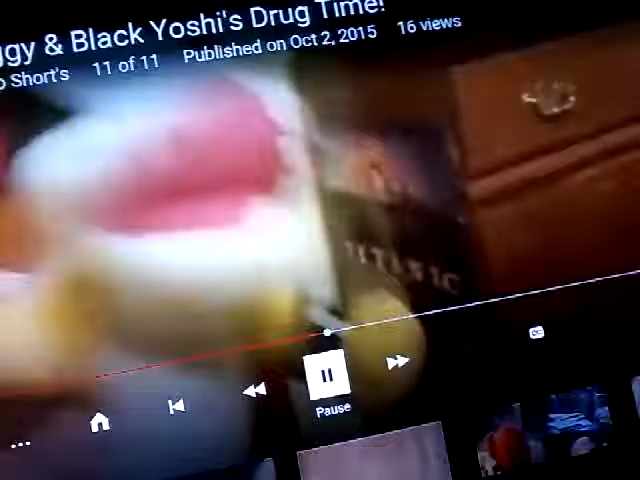 ggy & Black Yoshi's Drug Time!
o Short's 11 of 11 Published on Oct 2, 2015 16 views
TITANIC
Pause